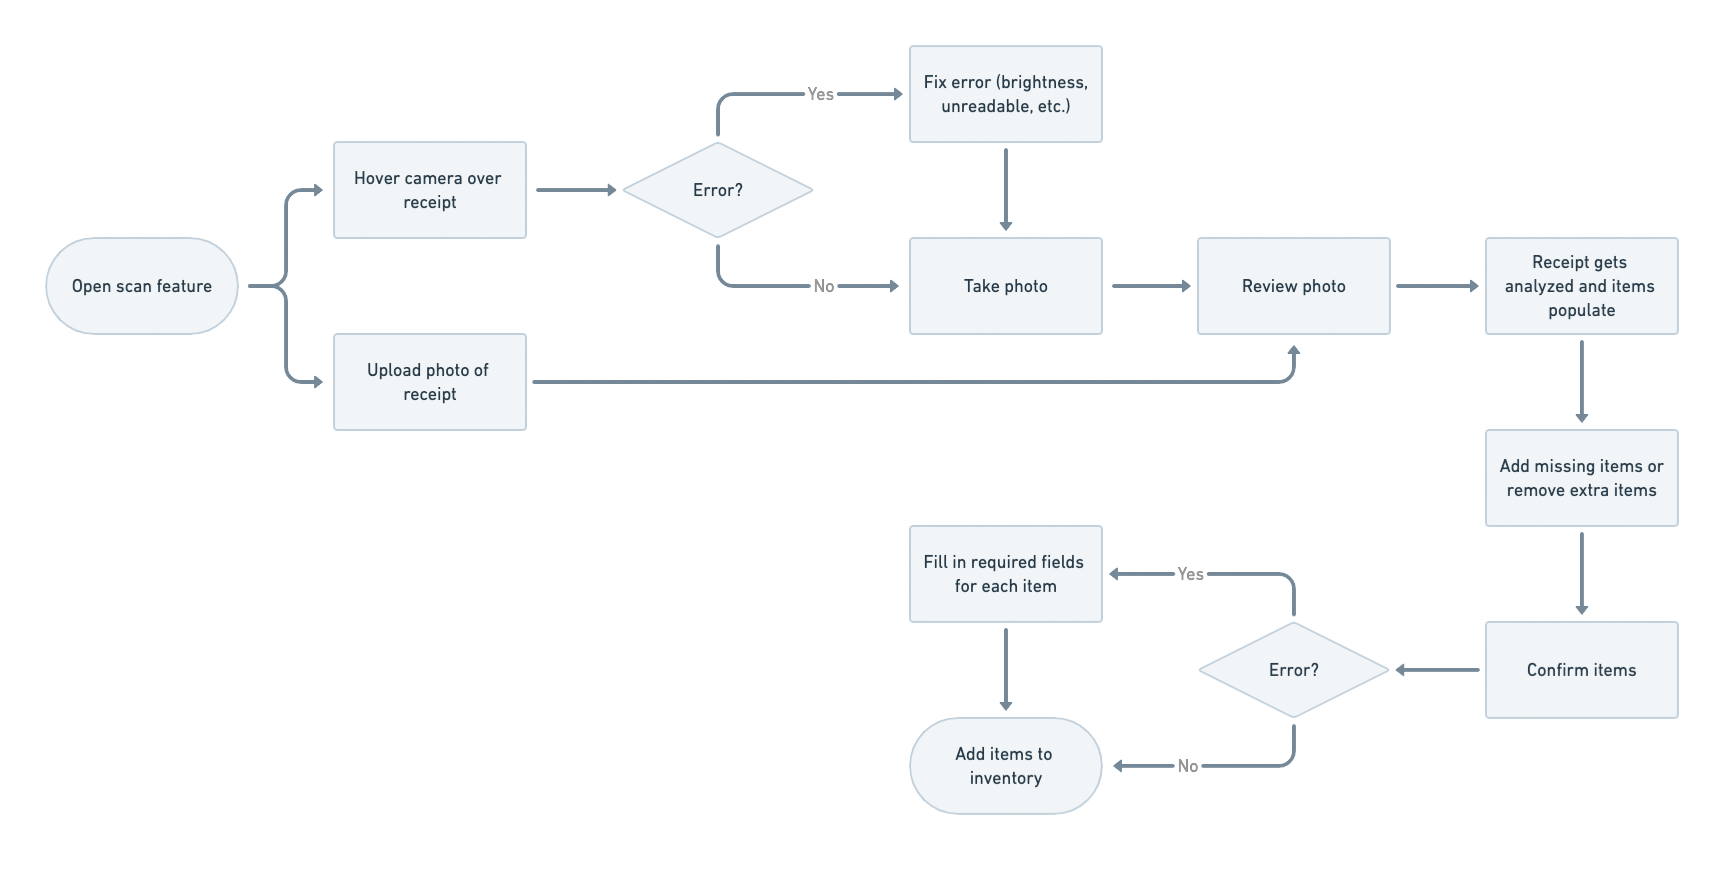 Open scan feature
Hover camera over
receipt
Upload photo of
receipt
Error?
Yes
No
Fix error (brightness,
unreadable, etc.)
Take photo
Review photo
Receipt gets
analyzed and items
populate
Add missing items or
remove extra items
Confirm items
Error?
Yes
No
Fill in required fields
for each item
Add items to
inventory